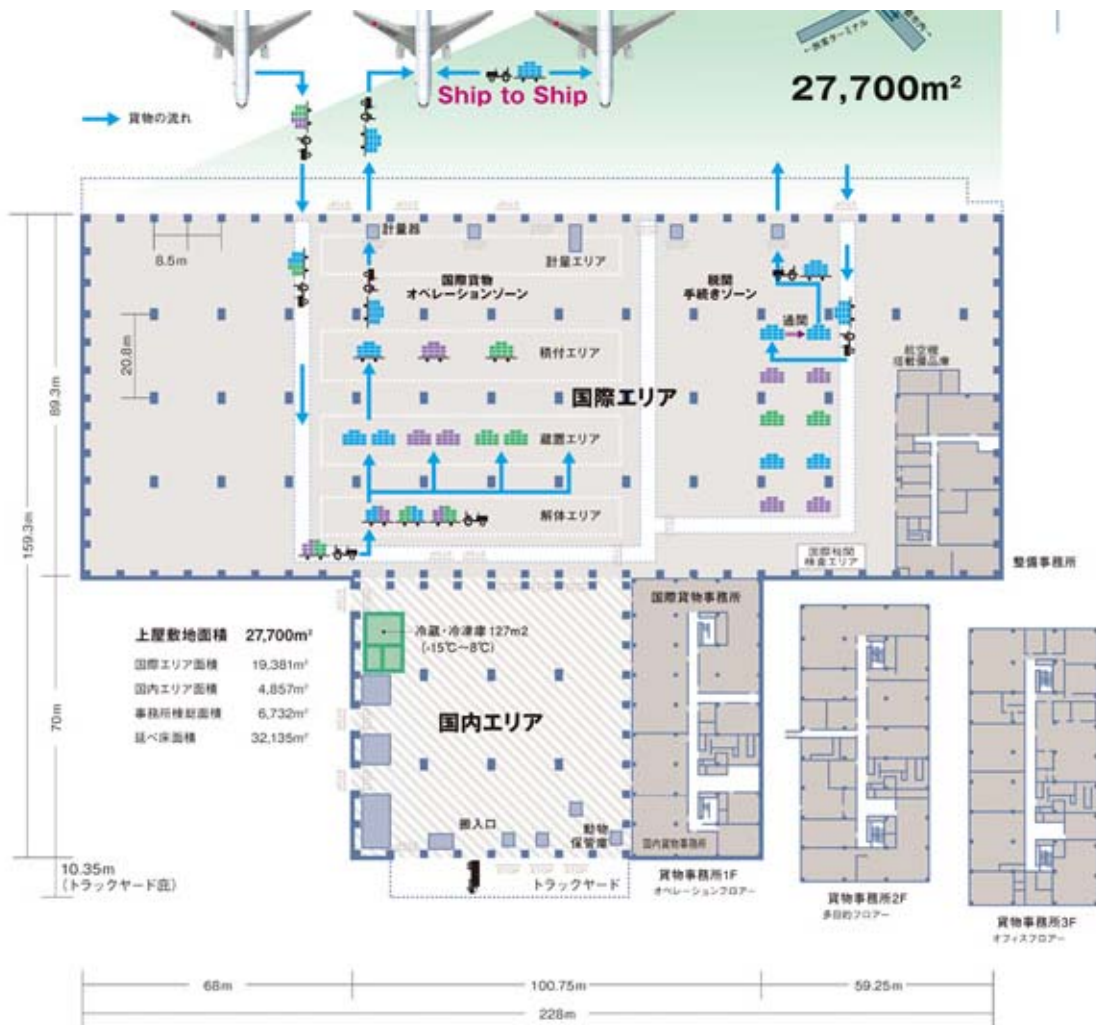 ←旅客ターミナル
27,700m²
Ship to Ship
貨物の流れ
計量器
8.5m
計量エリア
国際貨物
オペレーションゾーン
税関
手続きゾーン
通関
20.8m
積付エリア
航空機
搭載備品庫
89.3m
国際エリア
蔵置エリア
159.3m
解体エリア
国際税関
検査エリア
整備事務所
国際貨物事務所
上屋敷地面積 27,700m²
国際エリア面積 19,381m²
国内エリア面積 4,857m²
事務所棟総面積 6,732m²
延べ床面積 32,135m²
冷蔵・冷凍庫 127m2
(-15℃～8℃)
70m
国内エリア
搬入口
動物
保管庫
国内貨物事務所
10.35m
(トラックヤード庇)
トラックヤード
貨物事務所1F
オペレーションフロアー
貨物事務所2F
多目的フロアー
貨物事務所3F
オフィスフロアー
68m
100.75m
59.25m
228m